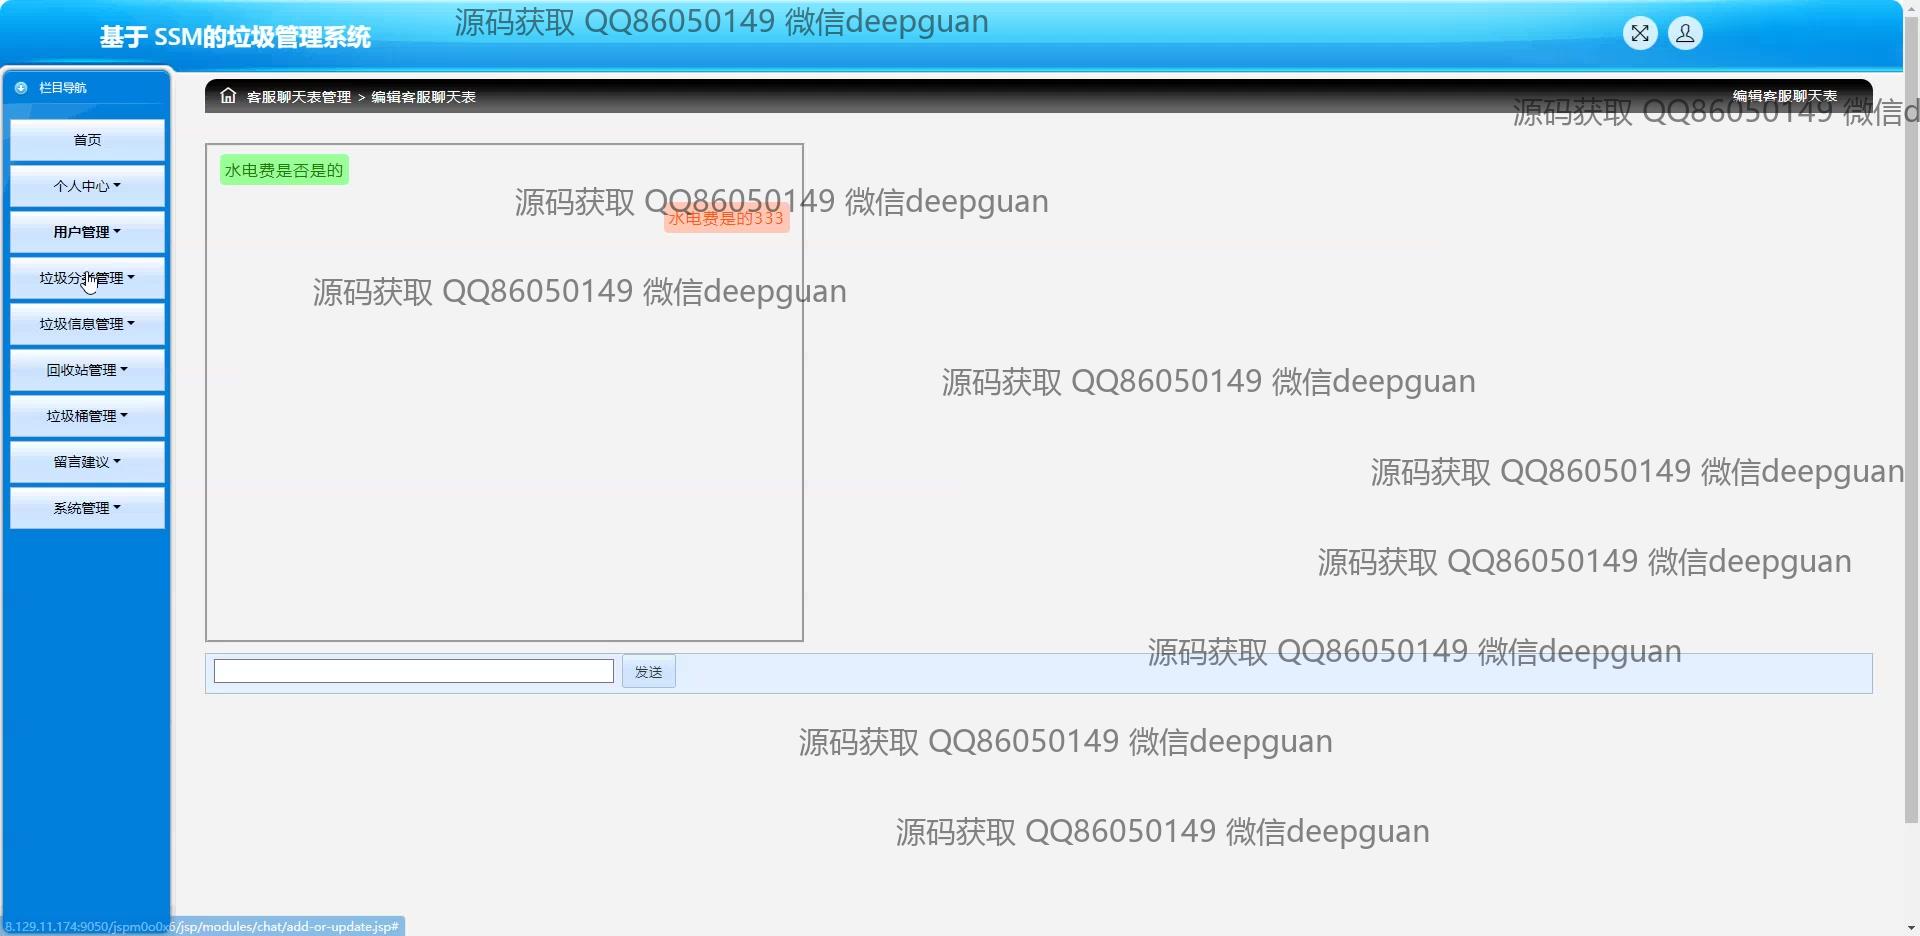 源码获取 QQ86050149 微信deepguan
基于 SSM的垃圾管理系统
栏目导航
客服聊天表管理 > 编辑客服聊天表
编辑客服聊天表
源码获取 QQ86050149 微信d
首页
个人中心
用户管理
垃圾分类管理
垃圾信息管理
回收站管理
垃圾桶管理
留言建议
系统管理
水电费是否是的
源码获取 QQ86050149 微信deepguan
水电费是的333
源码获取 QQ86050149 微信deepguan
源码获取 QQ86050149 微信deepguan
源码获取 QQ86050149 微信deepguan
源码获取 QQ86050149 微信deepguan
源码获取 QQ86050149 微信deepguan
发送
源码获取 QQ86050149 微信deepguan
源码获取 QQ86050149 微信deepguan
8.129.11.174:9050/jspm0o0x6/jsp/modules/chat/add-or-update.jsp#